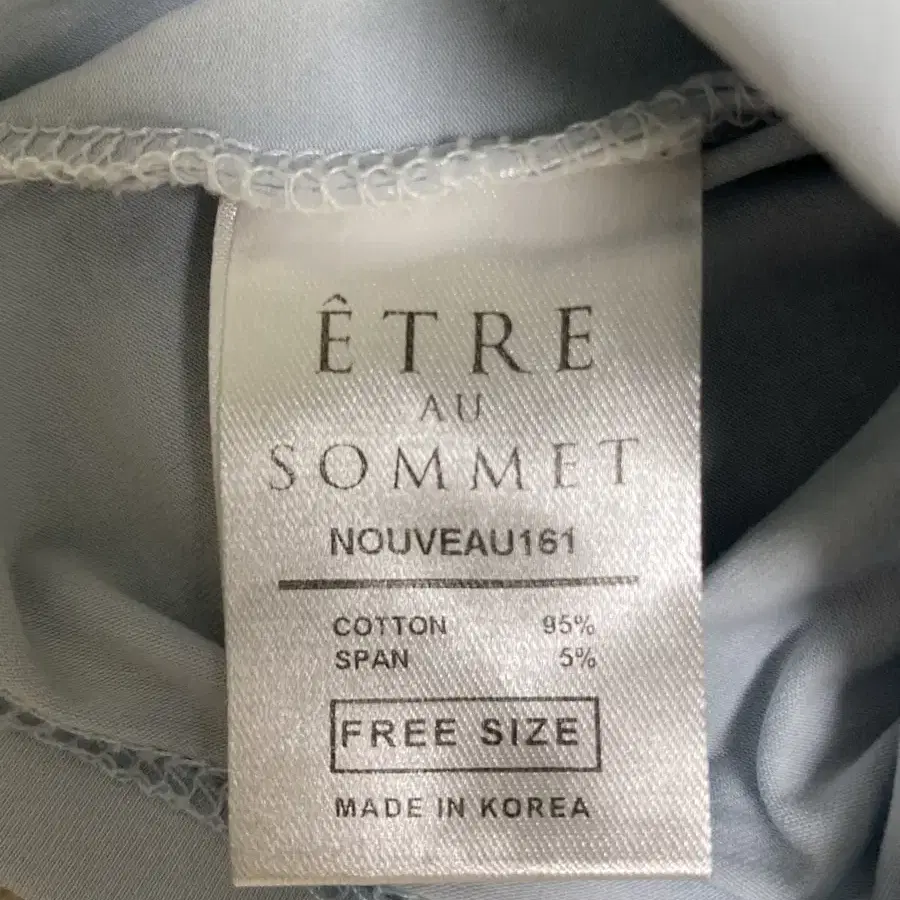 ÊTRE
AU
SOMMET
NOUVEAU161
COTTON 95%
SPAN 5%
FREE SIZE
MADE IN KOREA